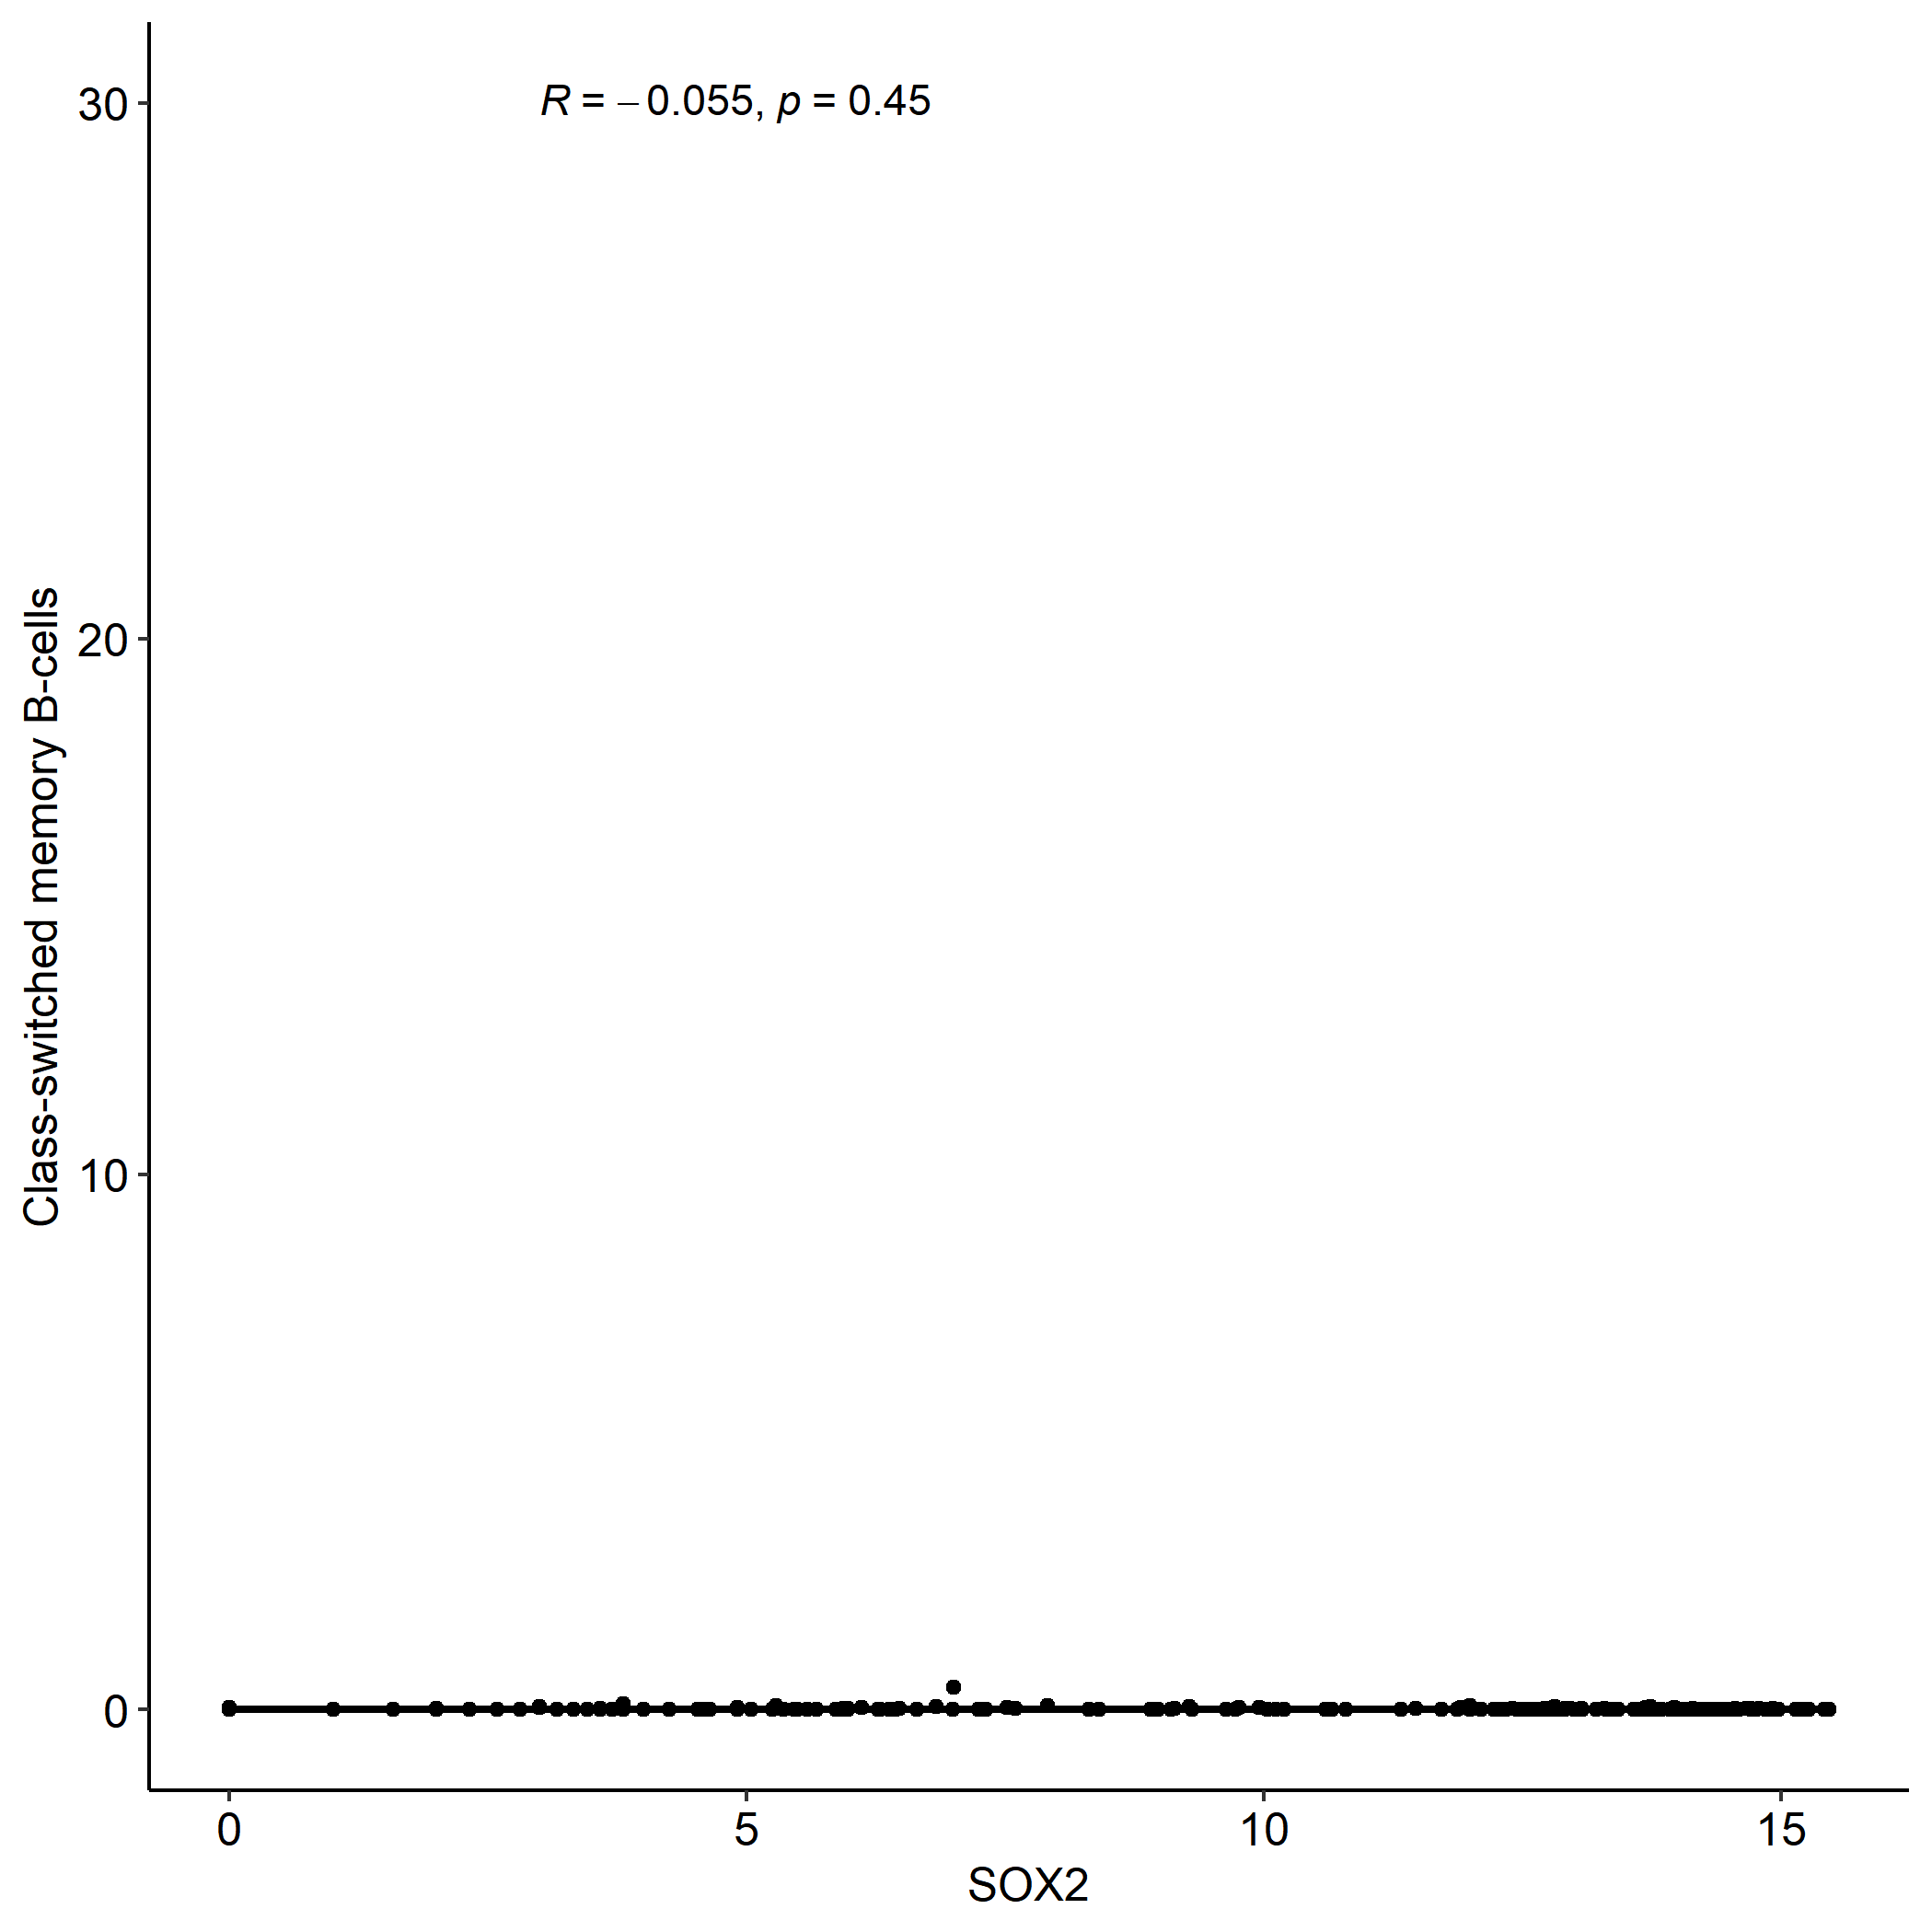 R = −0.055, p = 0.45
30
20
10
0
Class-switched memory B-cells
0 5 10 15
SOX2